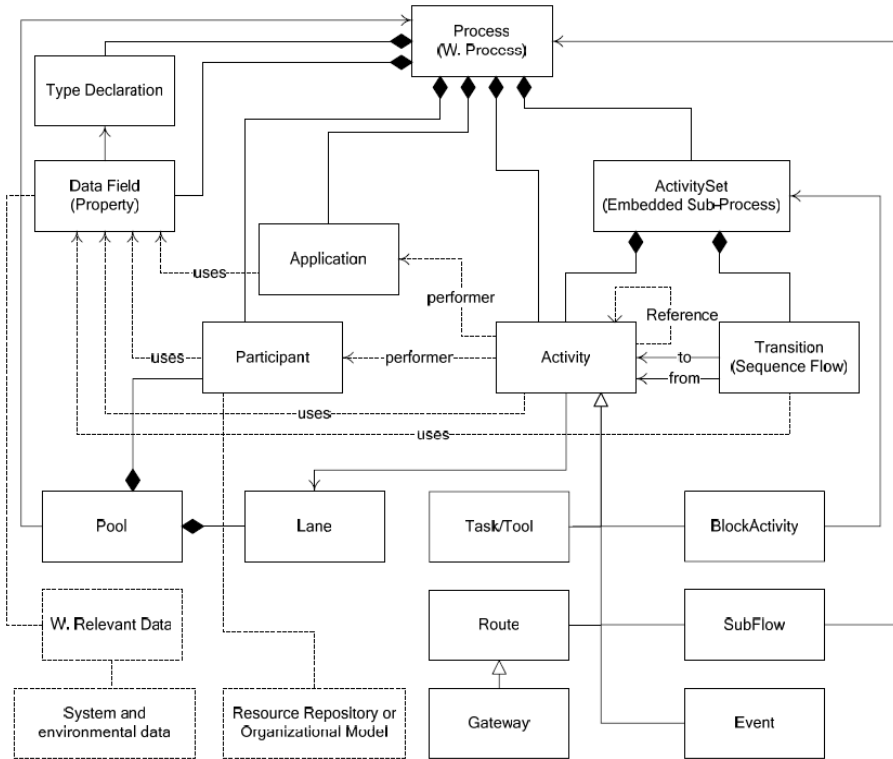 Process
(W. Process)
Type Declaration
Data Field
(Property)
ActivitySet
(Embedded Sub-Process)
Application
uses
performer
Reference
Participant
uses
performer
Activity
to
from
Transition
(Sequence Flow)
uses
uses
Pool
Lane
Task/Tool
BlockActivity
W. Relevant Data
Route
SubFlow
System and
environmental data
Resource Repository or
Organizational Model
Gateway
Event